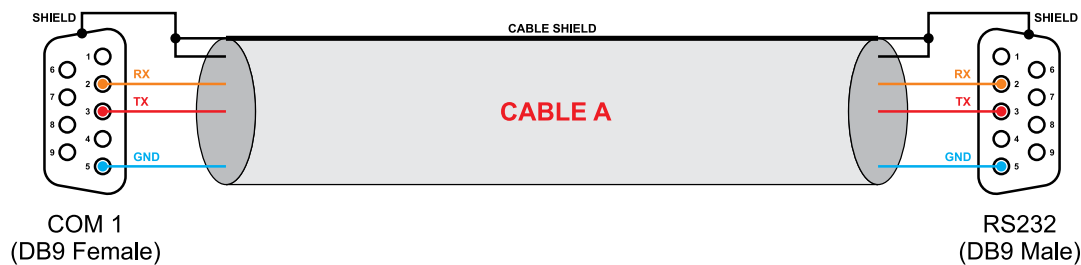 SHIELD
CABLE SHIELD
SHIELD
1
6
2
RX
7
3
TX
8
4
9
5
GND
CABLE A
1
RX
2
6
TX
3
7
4
8
GND
5
9
COM 1
(DB9 Female)
RS232
(DB9 Male)